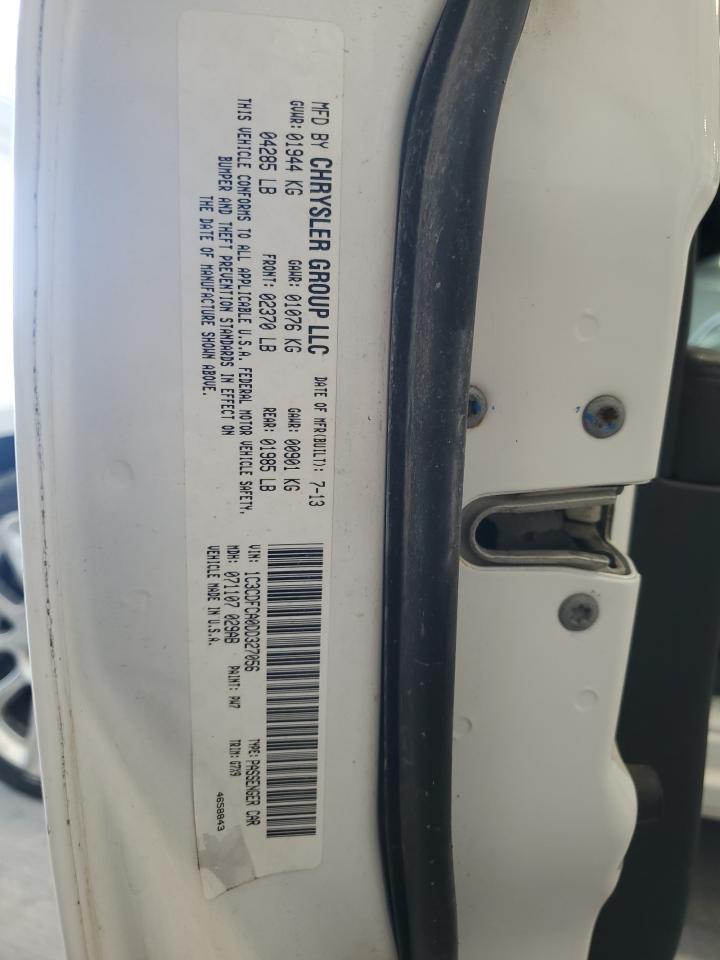 MFD BY CHRYSLER GROUP LLC DATE OF MFR(BUILT): 7-13
GVWR: 01944 KG GAWR: 01076 KG GAWR: 00901 KG
04285 LB FRONT: 02370 LB REAR: 01985 LB
THIS VEHICLE CONFORMS TO ALL APPLICABLE U.S.A. FEDERAL MOTOR VEHICLE SAFETY,
BUMPER AND THEFT PREVENTION STANDARDS IN EFFECT ON
THE DATE OF MANUFACTURE SHOWN ABOVE.
VIN: 1C3CDFCA0DD327056 TYPE: PASSENGER CAR
MDH: 071107 029AB PAINT: PW7 TRIM: G7X9
VEHICLE MADE IN U.S.A. 4658843